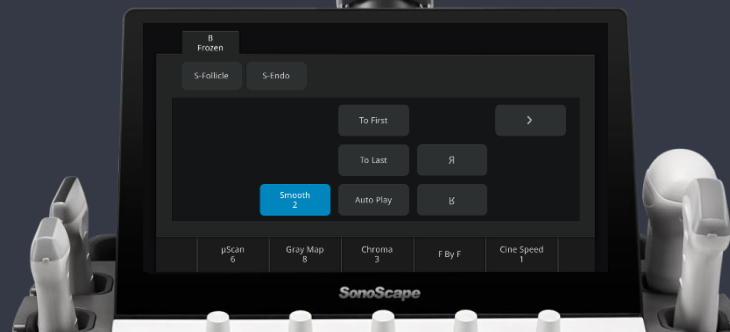 B
Frozen
S-Follicle
S-Endo
To First
>
To Last
Я
Smooth
2
Auto Play
μScan
6
Gray Map
8
Chroma
3
F By F
Cine Speed
1
SonoScape